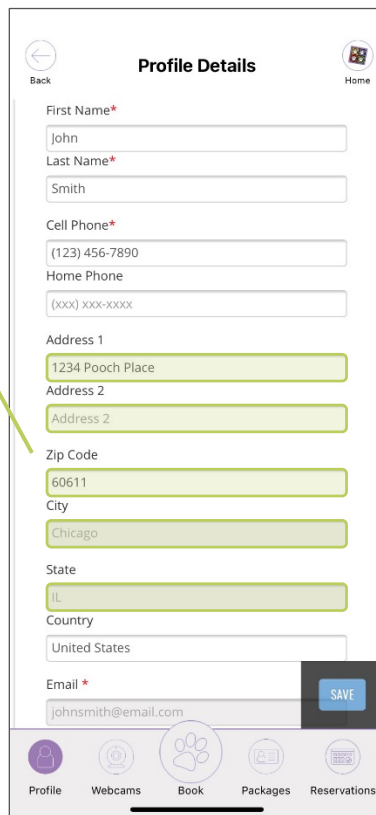 Profile Details
Back
Home
First Name*
John
Last Name*
Smith
Cell Phone*
(123) 456-7890
Home Phone
(xxx) xxx-xxxx
Address 1
1234 Pooch Place
Address 2
Address 2
Zip Code
60611
City
Chicago
State
IL
Country
United States
Email *
SAVE
johnsmith@email.com
Profile Webcams Book Packages Reservations